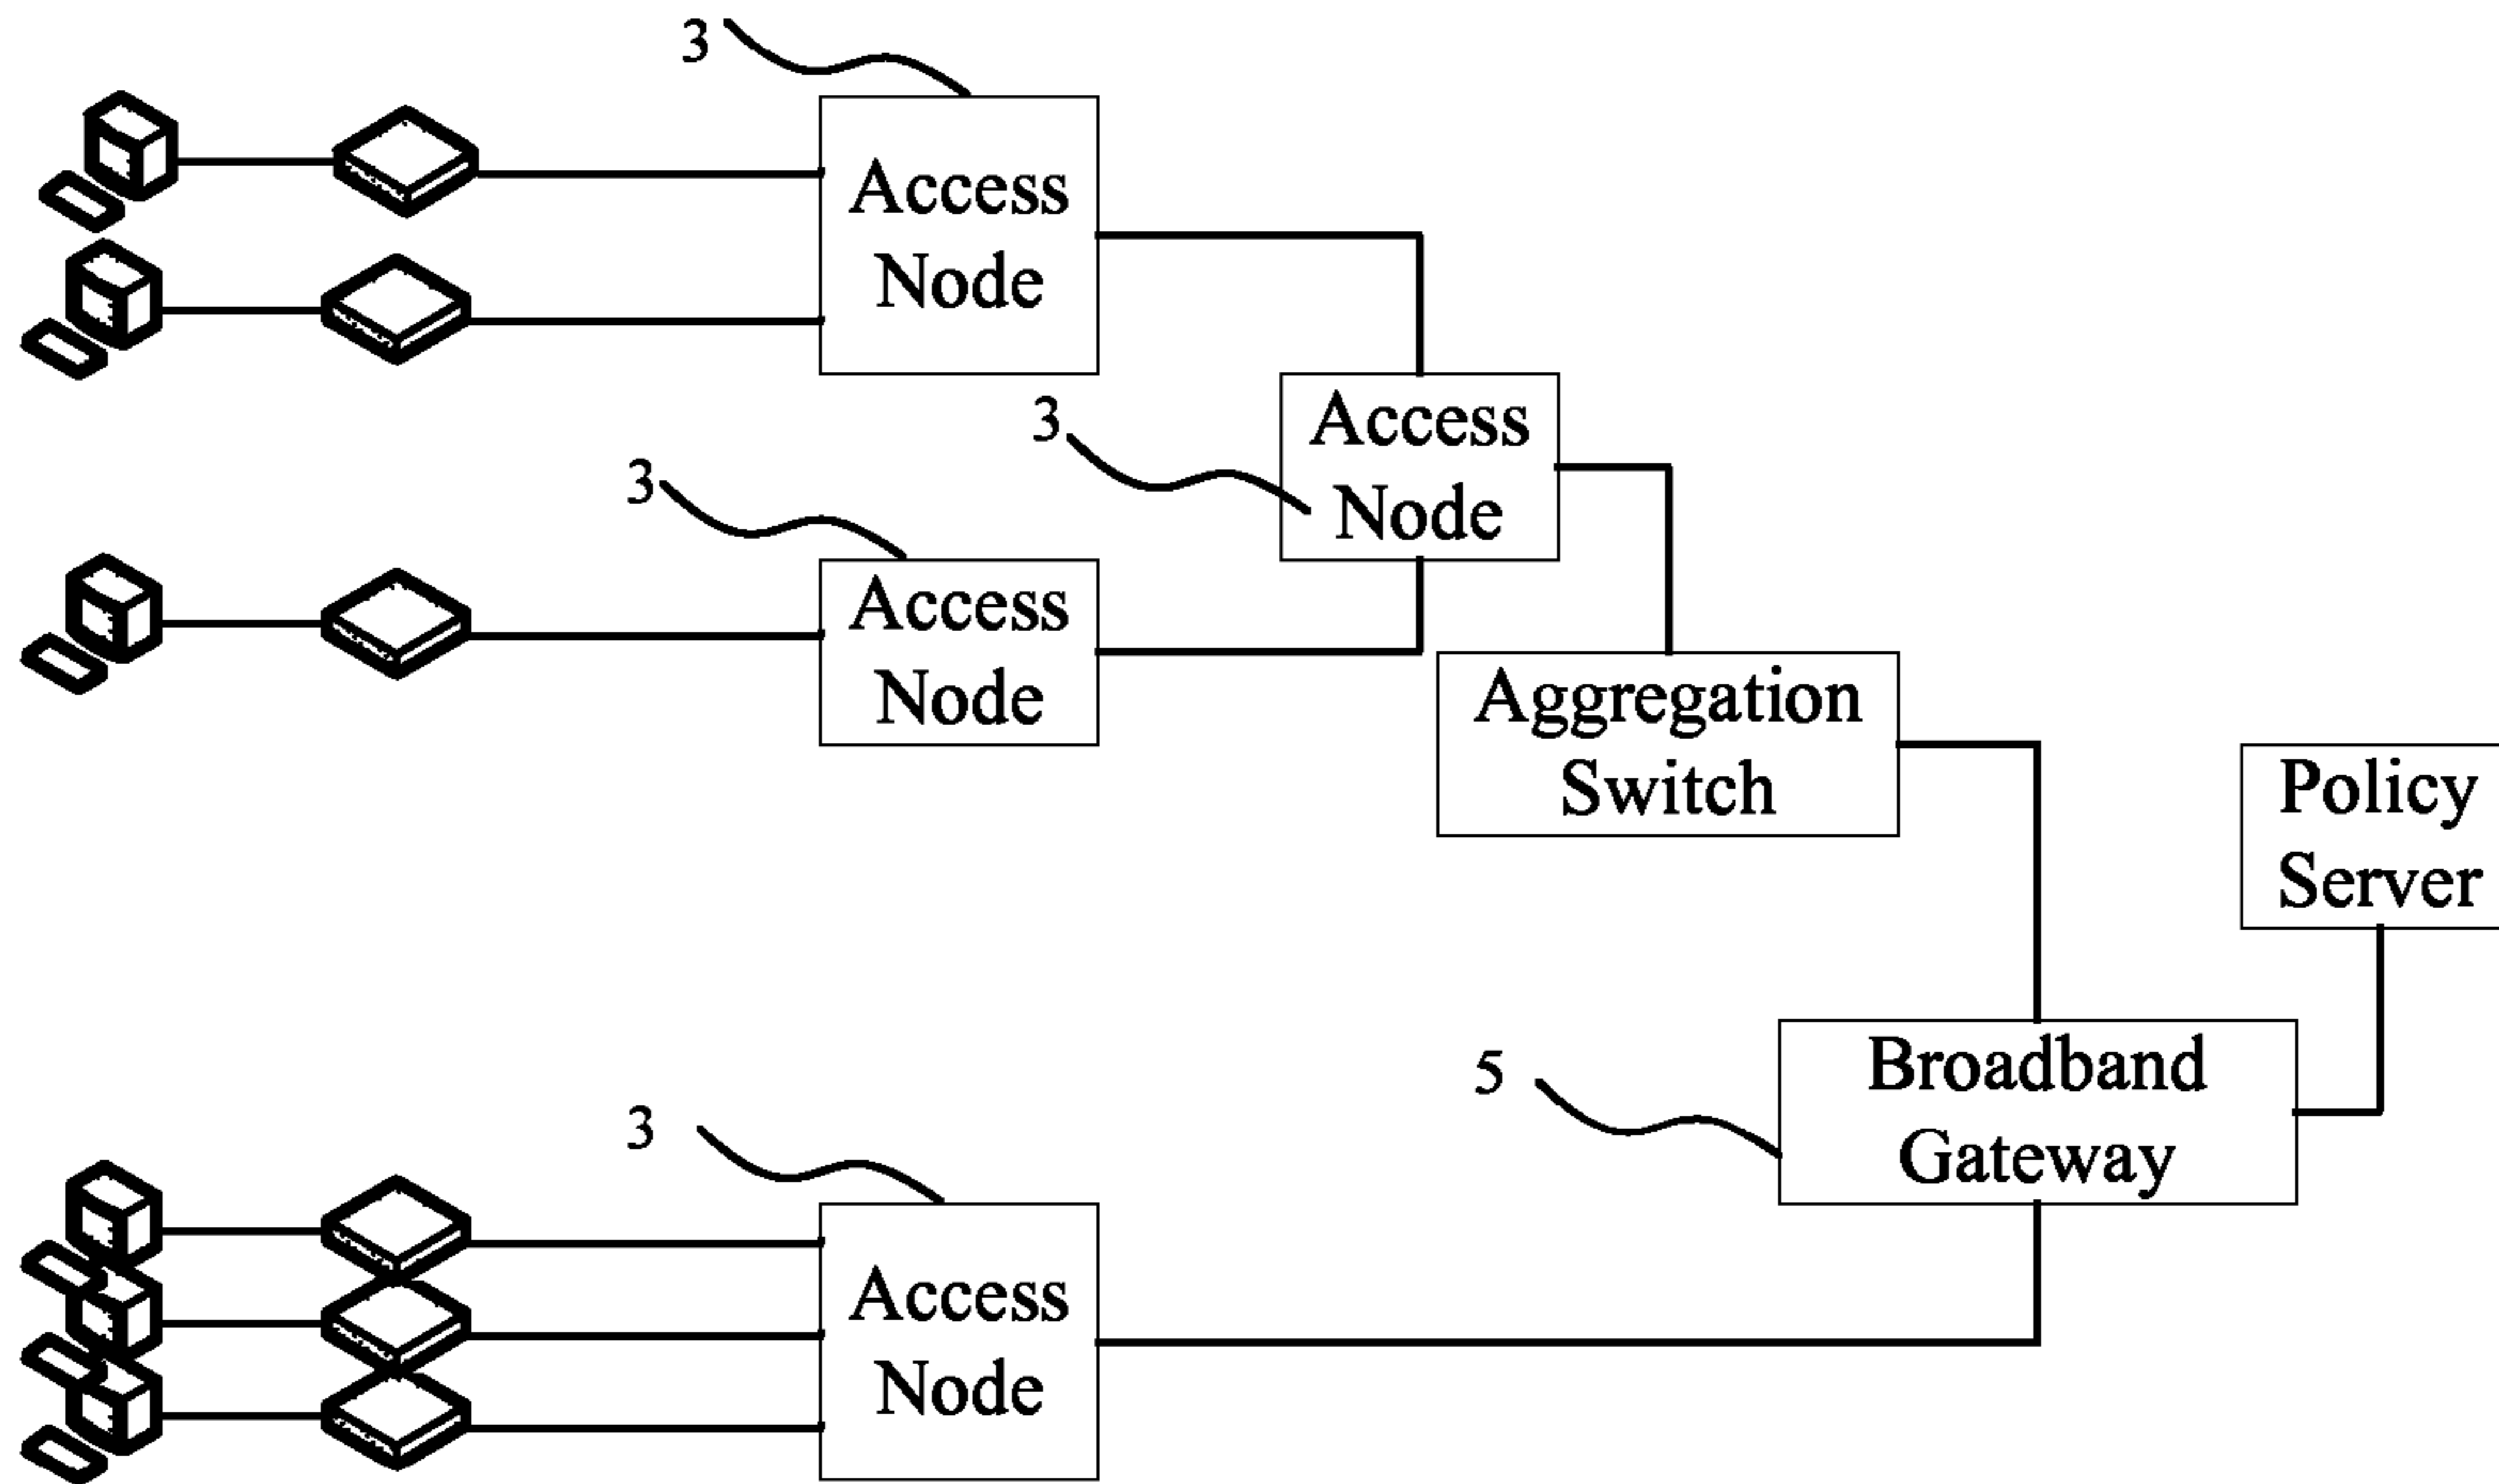 3
Access
Node
3
Access
Node
3
Access
Node
Aggregation
Switch
Policy
Server
5
Broadband
Gateway
3
Access
Node